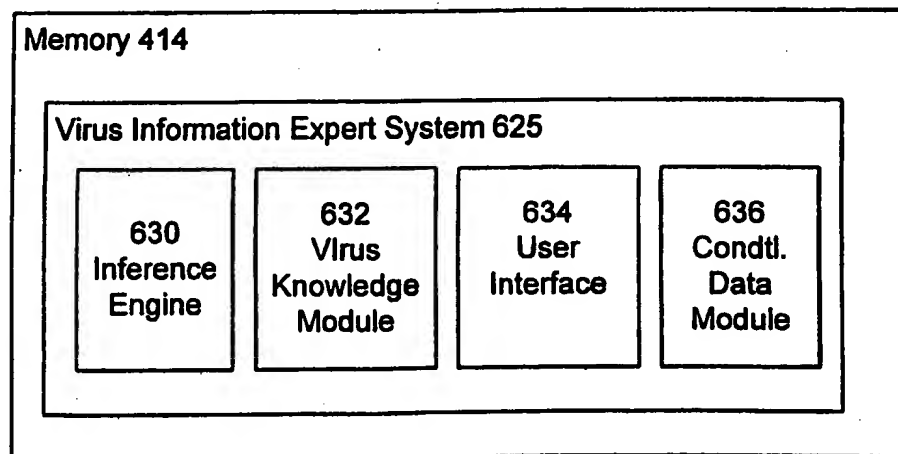 Memory 414
Virus Information Expert System 625
630
Inference
Engine
632
VIrus
Knowledge
Module
634
User
Interface
636
Condtl.
Data
Module